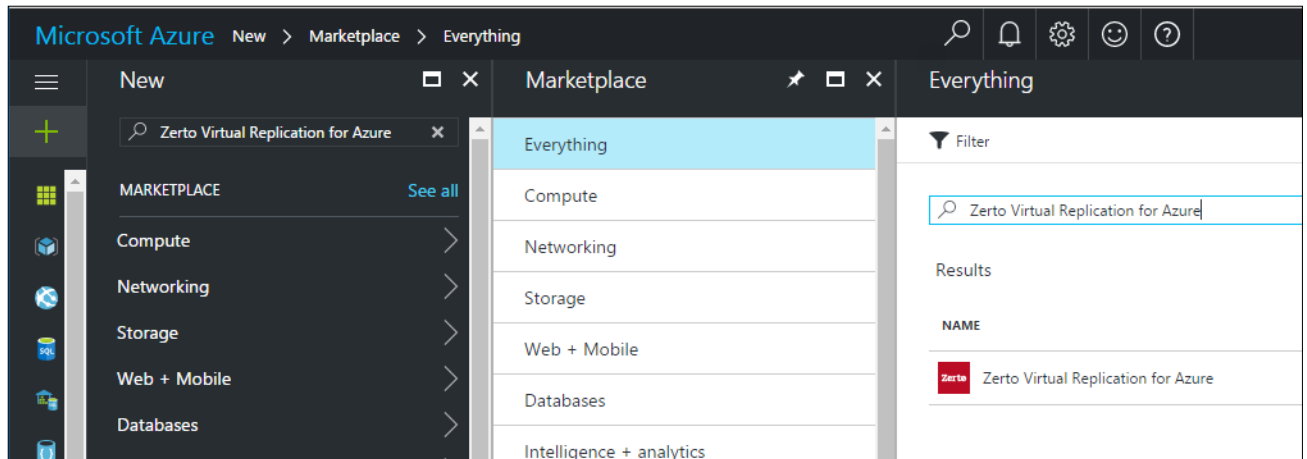 Microsoft Azure New > Marketplace > Everything
New
Zerto Virtual Replication for Azure
MARKETPLACE See all
Compute
Networking
Storage
Web + Mobile
Databases
SQL
Marketplace
Everything
Compute
Networking
Storage
Web + Mobile
Databases
Intelligence + analytics
Everything
Filter
Zerto Virtual Replication for Azure
Results
NAME
Zerto Zerto Virtual Replication for Azure